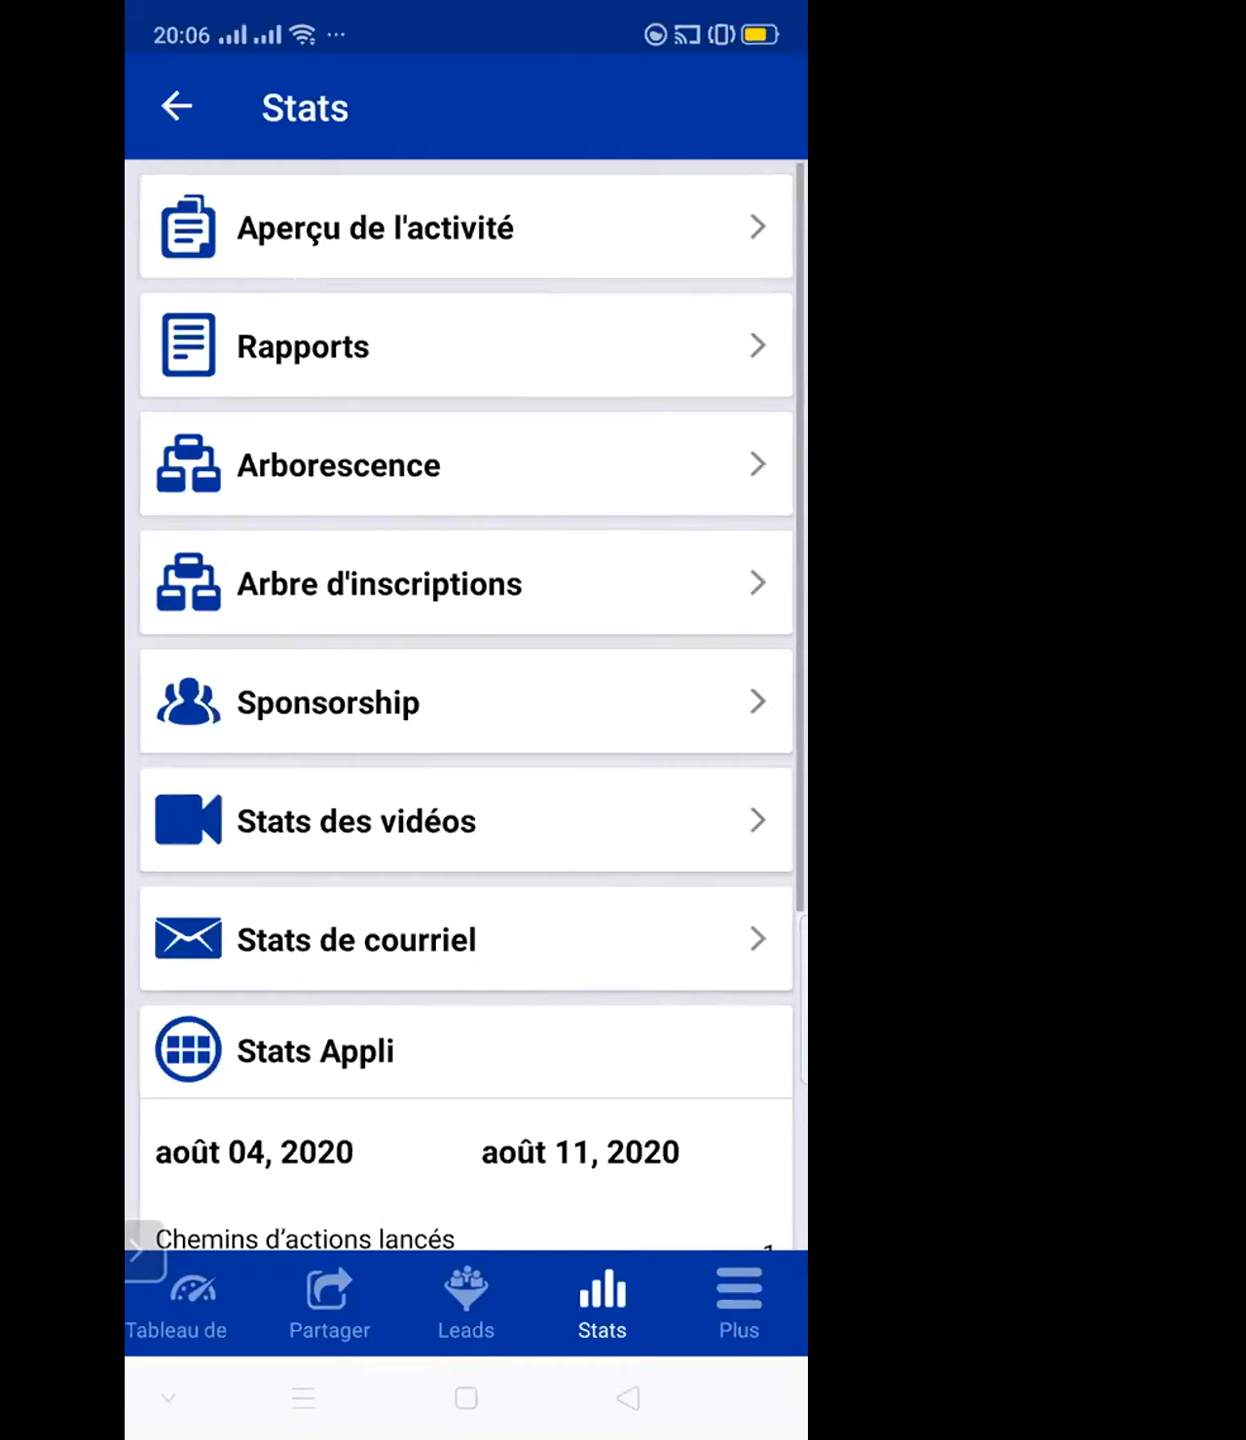 20:06
Stats
Aperçu de l'activité
Rapports
Arborescence
Arbre d'inscriptions
Sponsorship
Stats des vidéos
Stats de courriel
Stats Appli
août 04, 2020 août 11, 2020
Chemins d’actions lancés 1
Tableau de Partager Leads Stats Plus